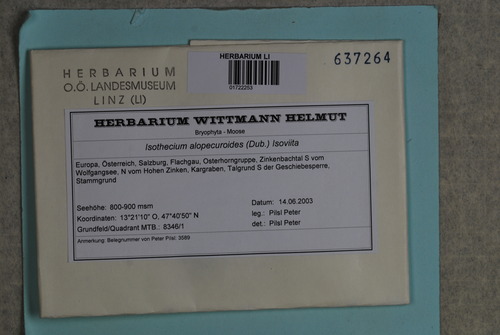 HERBARIUM LI
01722253
637264
HERBARIUM
O.Ö. LANDESMUSEUM
LINZ (LI)
HERBARIUM WITTMANN HELMUT
Bryophyta - Moose
Isothecium alopecuroides (Dub.) Isoviita
Europa, Österreich, Salzburg, Flachgau, Osterhorngruppe, Zinkenbachtal S vom
Wolfgangsee, N vom Hohen Zinken, Kargraben, Talgrund S der Geschiebesperre,
Stammgrund
Seehöhe: 800-900 msm
Datum: 14.06.2003
Koordinaten: 13°21'10" O, 47°40'50" N
leg.: Pilsl Peter
Grundfeld/Quadrant MTB.: 8346/1
det.: Pilsl Peter
Anmerkung: Belegnummer von Peter Pilsl: 3589